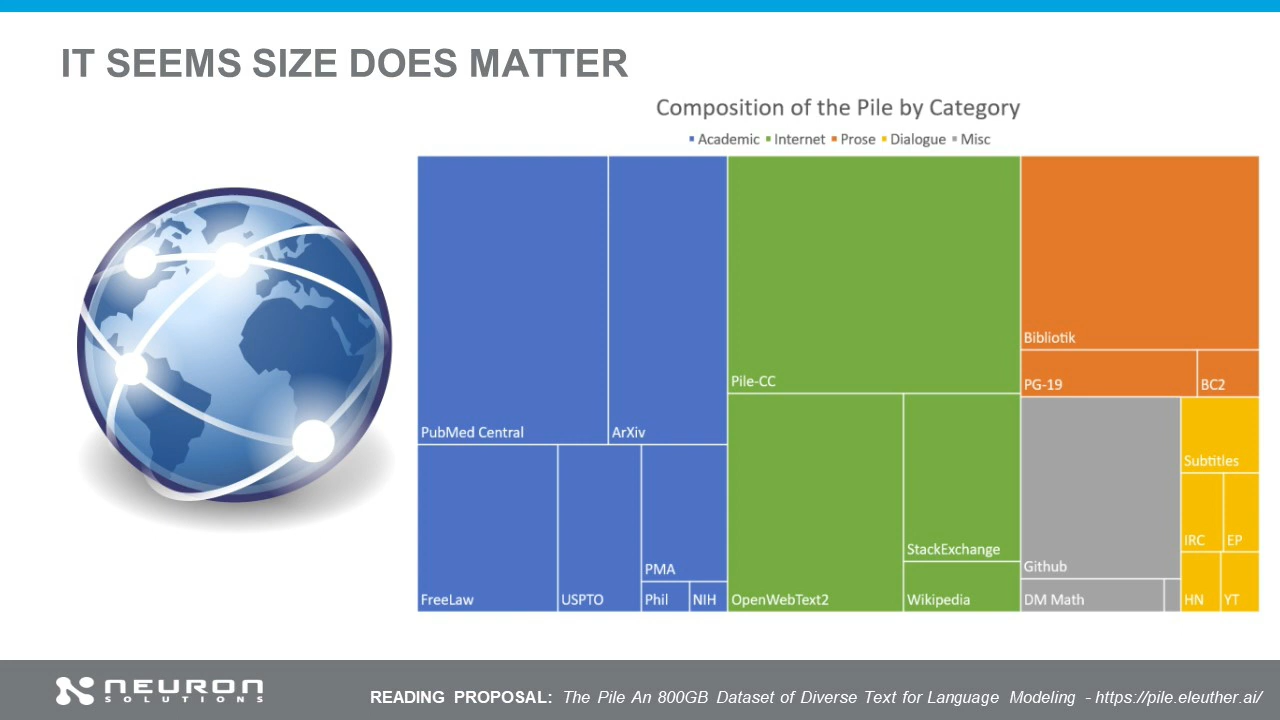 IT SEEMS SIZE DOES MATTER
Composition of the Pile by Category
Academic Internet Prose Dialogue Misc
PubMed Central
ArXiv
FreeLaw
USPTO
PMA
Phil
NIH
Pile-CC
OpenWebText2
StackExchange
Wikipedia
Bibliotik
PG-19
BC2
Github
DM Math
Subtitles
IRC
EP
HN
YT
NEURON
SOLUTIONS
READING PROPOSAL: The Pile An 800GB Dataset of Diverse Text for Language Modeling - https://pile.eleuther.ai/